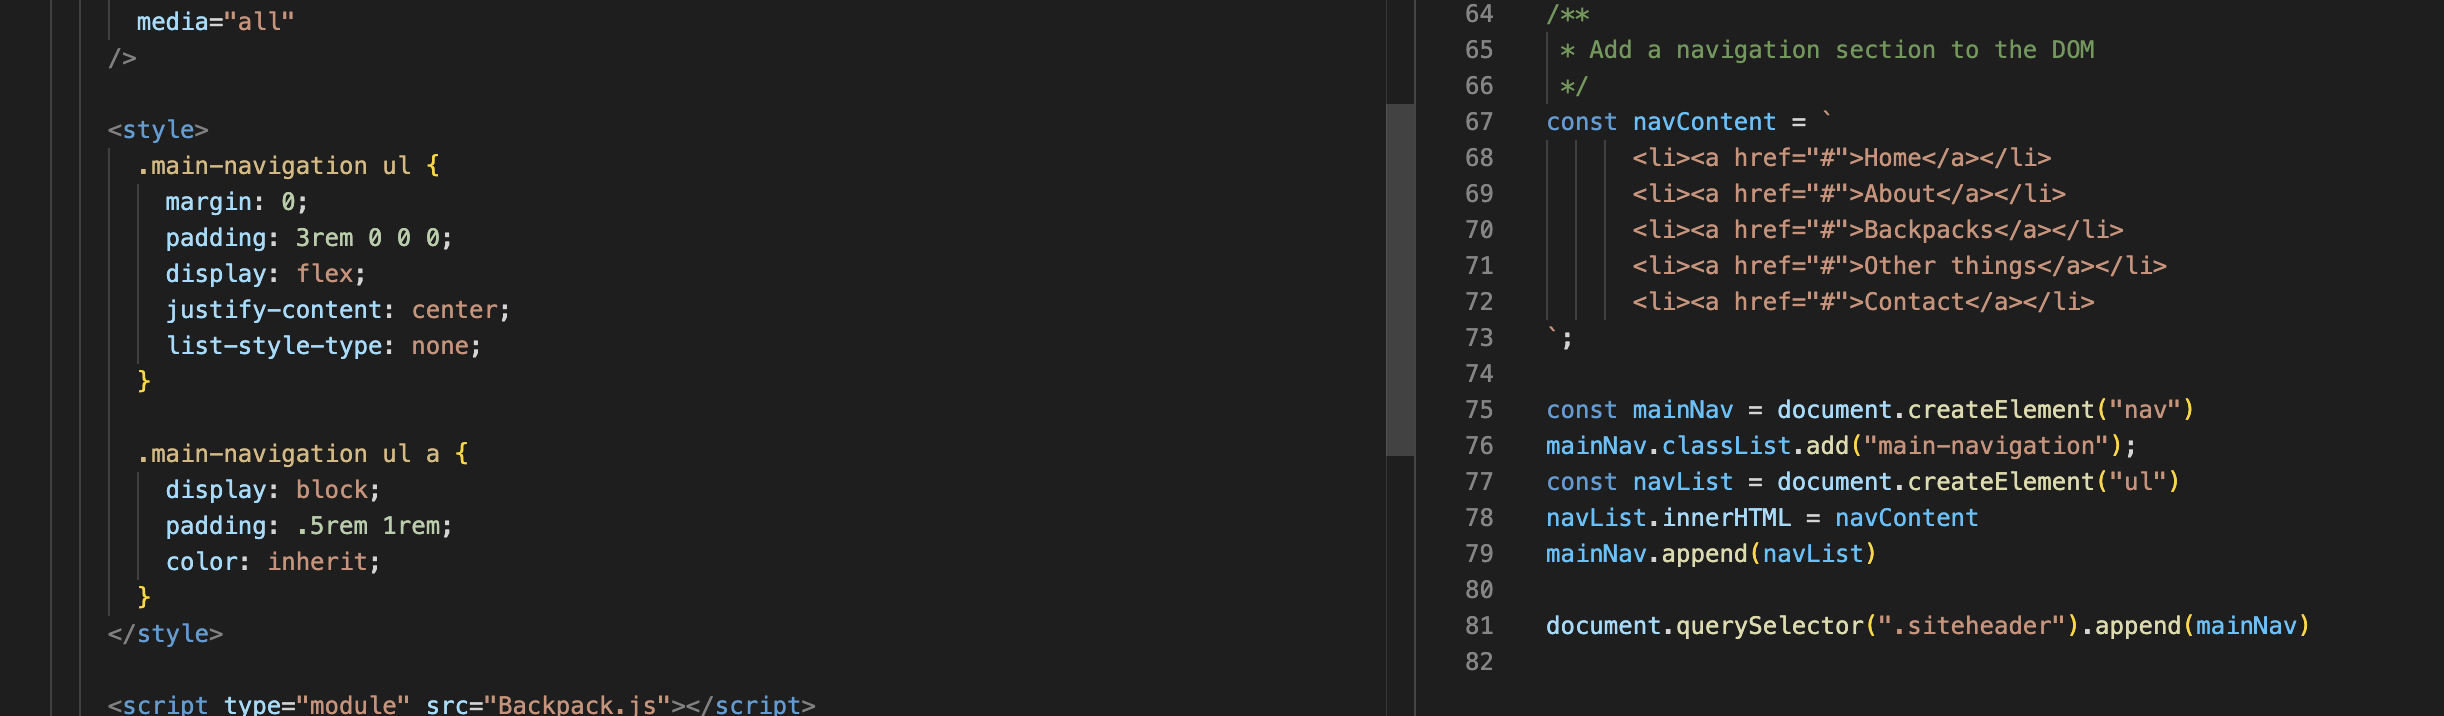 media="all"
/>
<style>
.main-navigation ul {
margin: 0;
padding: 3rem 0 0 0;
display: flex;
justify-content: center;
list-style-type: none;
}
.main-navigation ul a {
display: block;
padding: .5rem 1rem;
color: inherit;
}
</style>
<script type="module" src="Backpack.js"></script>
64 /**
65 * Add a navigation section to the DOM
66 */
67 const navContent = `
68 <li><a href="#">Home</a></li>
69 <li><a href="#">About</a></li>
70 <li><a href="#">Backpacks</a></li>
71 <li><a href="#">Other things</a></li>
72 <li><a href="#">Contact</a></li>
73 `;
74
75 const mainNav = document.createElement("nav")
76 mainNav.classList.add("main-navigation");
77 const navList = document.createElement("ul")
78 navList.innerHTML = navContent
79 mainNav.append(navList)
80
81 document.querySelector(".siteheader").append(mainNav)
82